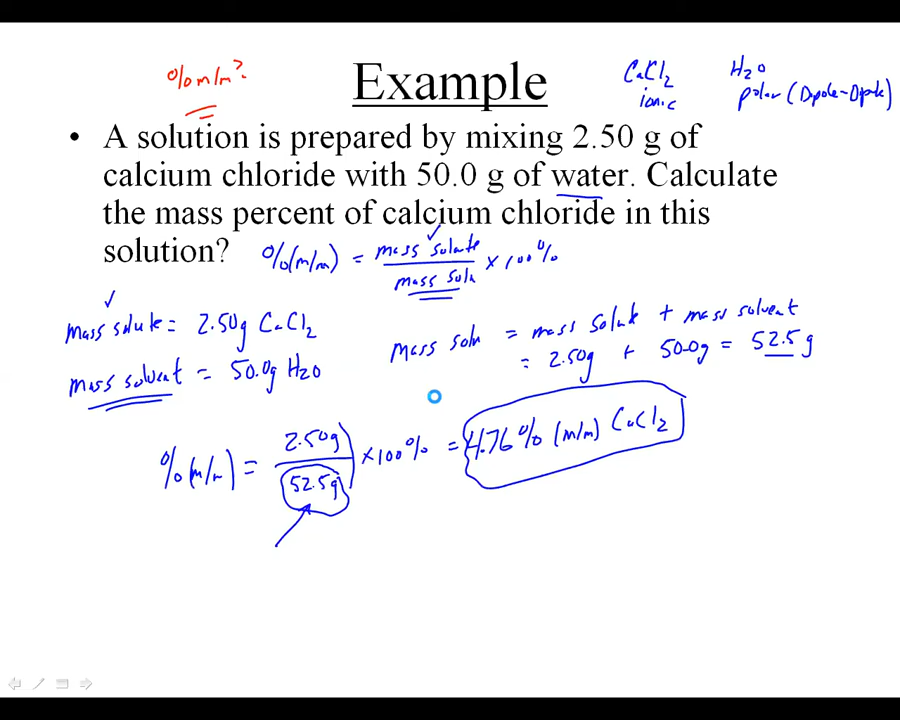 %m/m?
Example
CaCl2
ionic
H2O
polar (Dipole-Dipole)
• A solution is prepared by mixing 2.50 g of
calcium chloride with 50.0 g of water. Calculate
the mass percent of calcium chloride in this
solution?
%(m/m) = mass solute / mass soln × 100%
mass solute = 2.50g CaCl2
mass solvent = 50.0g H2O
mass soln = mass solute + mass solvent
= 2.50g + 50.0g = 52.5 g
%(m/m) = 2.50g / 52.5g × 100% = 4.76% (m/m) CaCl2